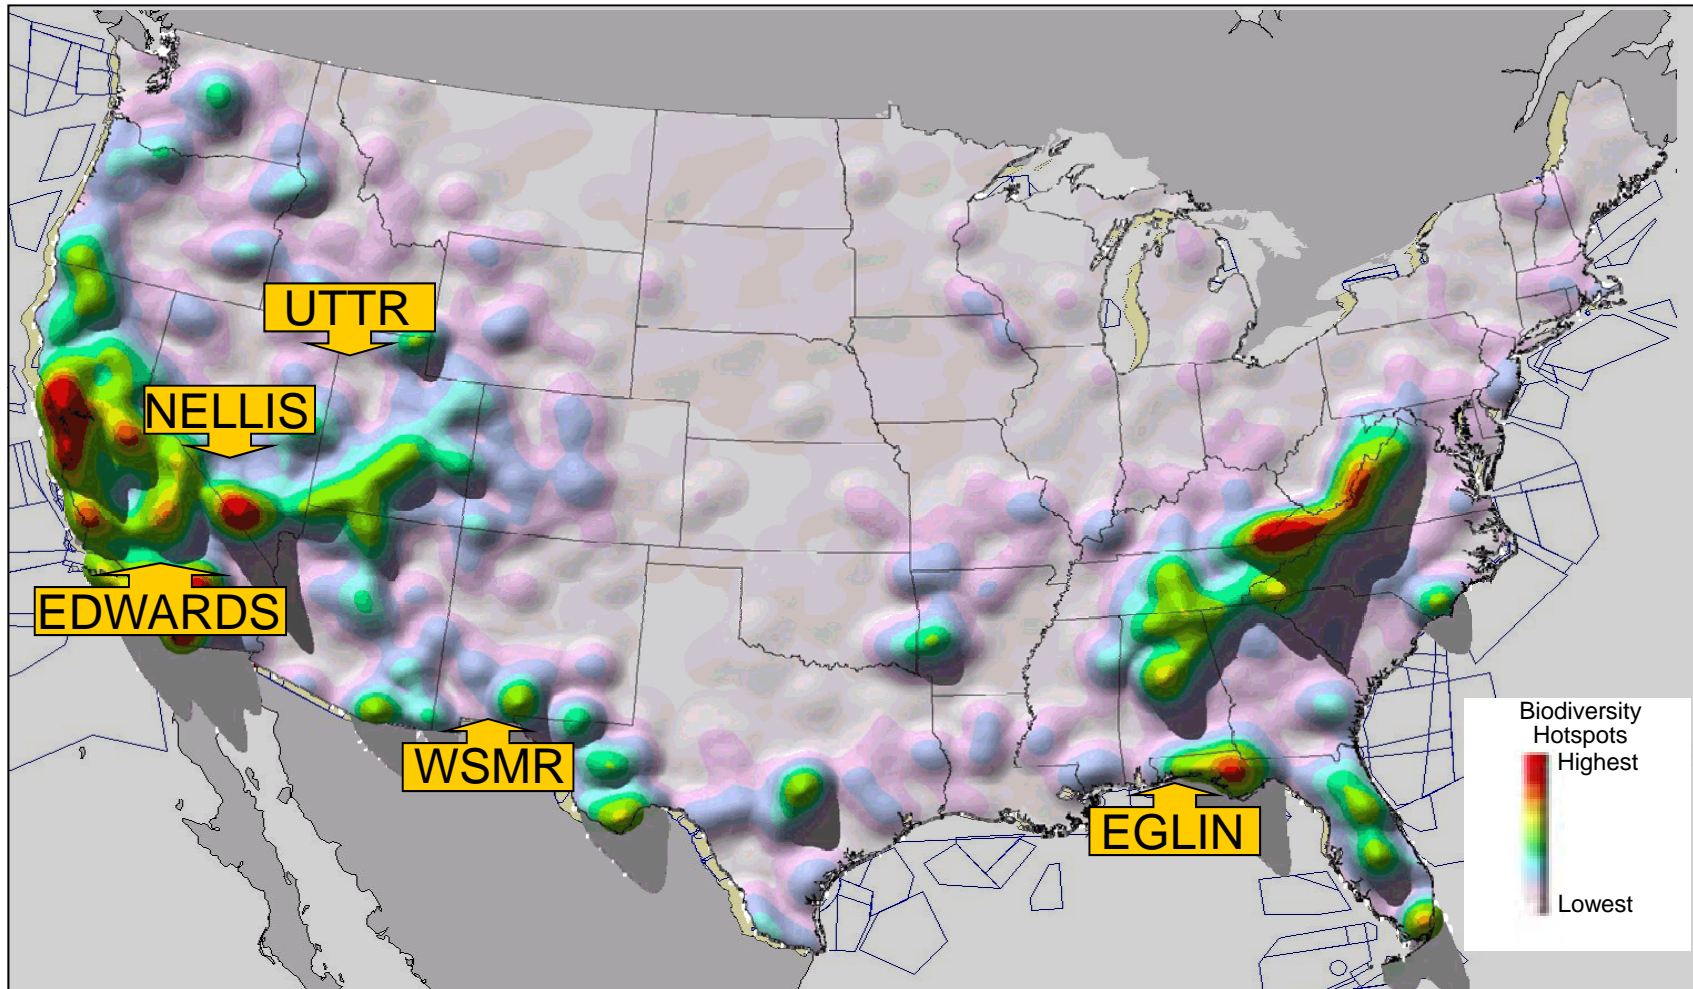 UTTR
NELLIS
EDWARDS
WSMR
EGLIN
Biodiversity
Hotspots
Highest
Lowest